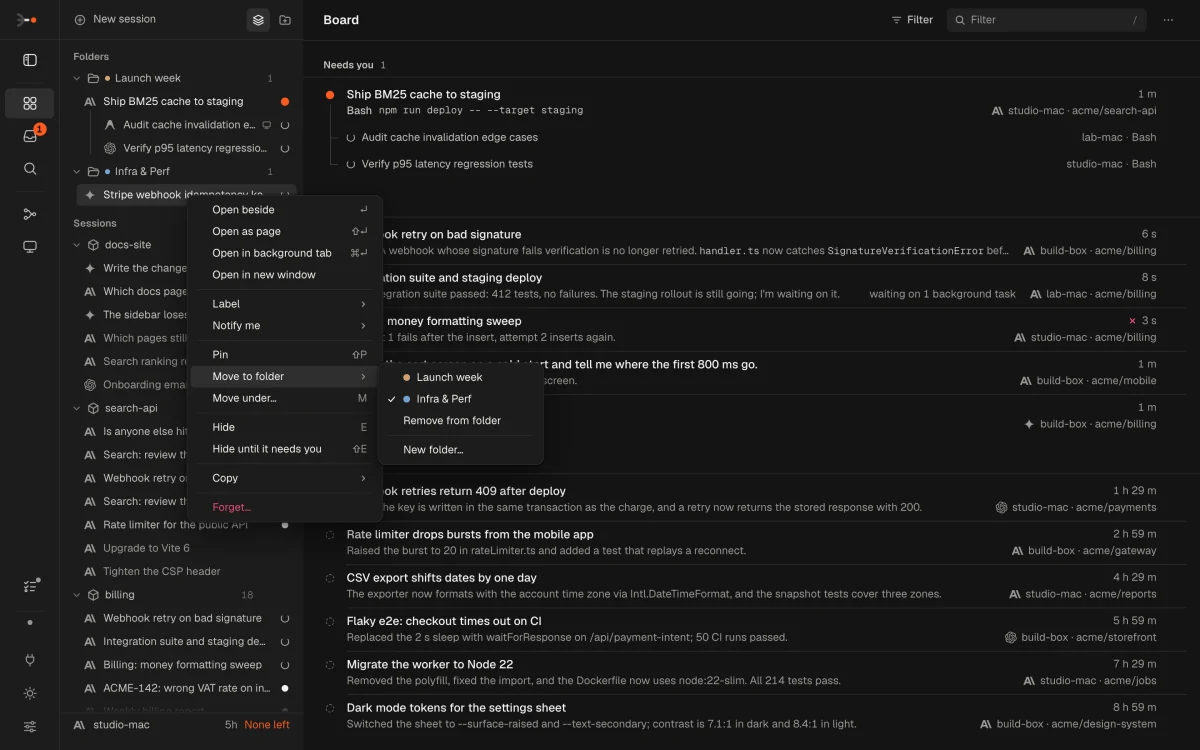 New session
Board
Filter
Filter
/
Folders
Launch week
1
Ship BM25 cache to staging
Audit cache invalidation e...
Verify p95 latency regressio...
Infra & Perf
1
Stripe webhook idempotency ke
Sessions
docs-site
Write the change
Which docs page
The sidebar loses
Which pages still
Search ranking
Onboarding emai
search-api
Is anyone else hit
Search: review th
Webhook retry o
Search: review th
Rate limiter for the public API
Upgrade to Vite 6
Tighten the CSP header
billing
18
Webhook retry on bad signature
Integration suite and staging de...
Billing: money formatting sweep
ACME-142: wrong VAT rate on in...
studio-mac
5h None left
1
Open beside
Open as page
Open in background tab
Open in new window
Label
Notify me
Pin ⇧P
Move to folder
Move under... M
Hide E
Hide until it needs you ⇧E
Copy
Forget...
Launch week
Infra & Perf
Remove from folder
New folder...
Needs you 1
Ship BM25 cache to staging
1 m
Bash npm run deploy -- --target staging
studio-mac · acme/search-api
Audit cache invalidation edge cases
lab-mac · Bash
Verify p95 latency regression tests
studio-mac · Bash
ok retry on bad signature
6 s
webhook whose signature fails verification is no longer retried. handler.ts now catches SignatureVerificationError bef...
build-box · acme/billing
ation suite and staging deploy
8 s
egration suite passed: 412 tests, no failures. The staging rollout is still going; I'm waiting on it.
waiting on 1 background task
lab-mac · acme/billing
money formatting sweep
× 3 s
1 fails after the insert, attempt 2 inserts again.
studio-mac · acme/billing
and tell me where the first 800 ms go.
1 m
screen.
build-box · acme/mobile
1 m
build-box · acme/billing
ok retries return 409 after deploy
1 h 29 m
he key is written in the same transaction as the charge, and a retry now returns the stored response with 200.
studio-mac · acme/payments
Rate limiter drops bursts from the mobile app
2 h 59 m
Raised the burst to 20 in rateLimiter.ts and added a test that replays a reconnect.
build-box · acme/gateway
CSV export shifts dates by one day
4 h 29 m
The exporter now formats with the account time zone via Intl.DateTimeFormat, and the snapshot tests cover three zones.
studio-mac · acme/reports
Flaky e2e: checkout times out on CI
5 h 59 m
Replaced the 2 s sleep with waitForResponse on /api/payment-intent; 50 CI runs passed.
build-box · acme/storefront
Migrate the worker to Node 22
7 h 29 m
Removed the polyfill, fixed the import, and the Dockerfile now uses node:22-slim. All 214 tests pass.
studio-mac · acme/jobs
Dark mode tokens for the settings sheet
8 h 59 m
Switched the sheet to --surface-raised and --text-secondary; contrast is 7.1:1 in dark and 8.4:1 in light.
build-box · acme/design-system